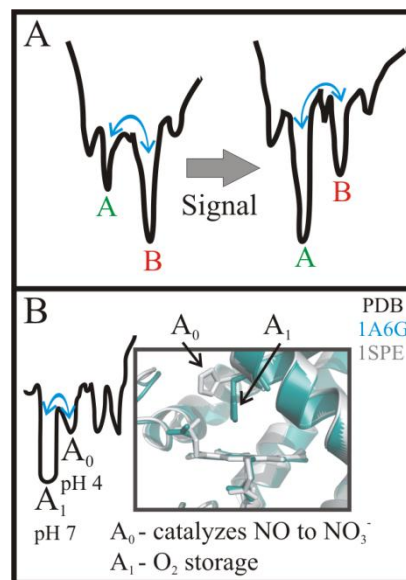 A
A
B
Signal
B
A
B
PDB
1A6G
1SPE
A₀
A₁
A₀
pH 4
A₁
pH 7
A₀ - catalyzes NO to NO₃⁻
A₁ - O₂ storage